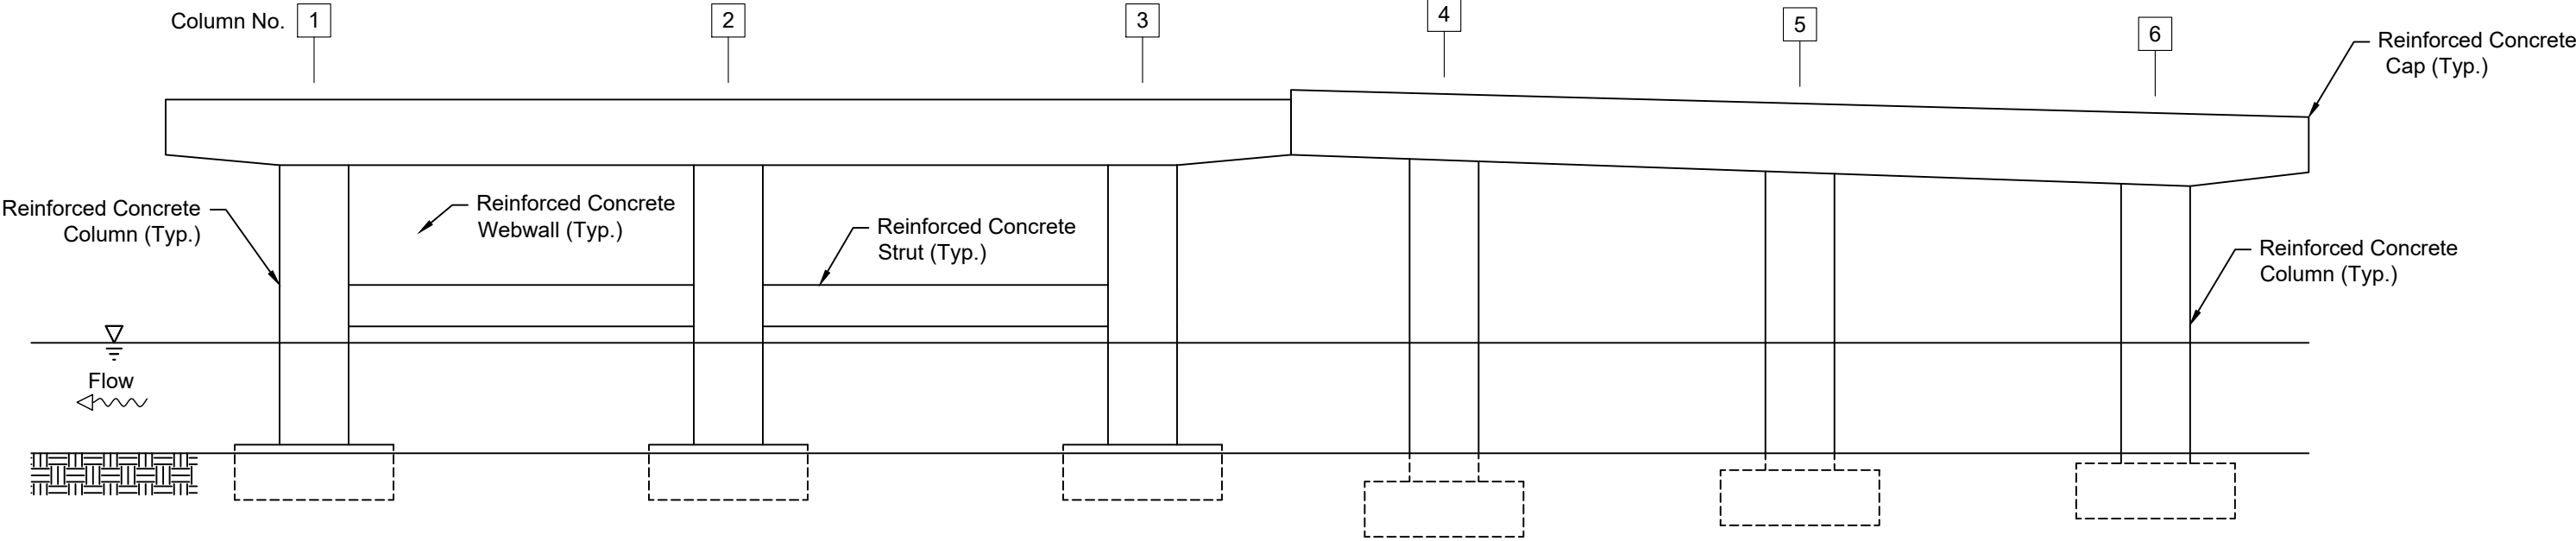 Column No. 1
2
3
4
5
6
Reinforced Concrete
Cap (Typ.)
Reinforced Concrete
Column (Typ.)
Reinforced Concrete
Webwall (Typ.)
Reinforced Concrete
Strut (Typ.)
Reinforced Concrete
Column (Typ.)
Flow